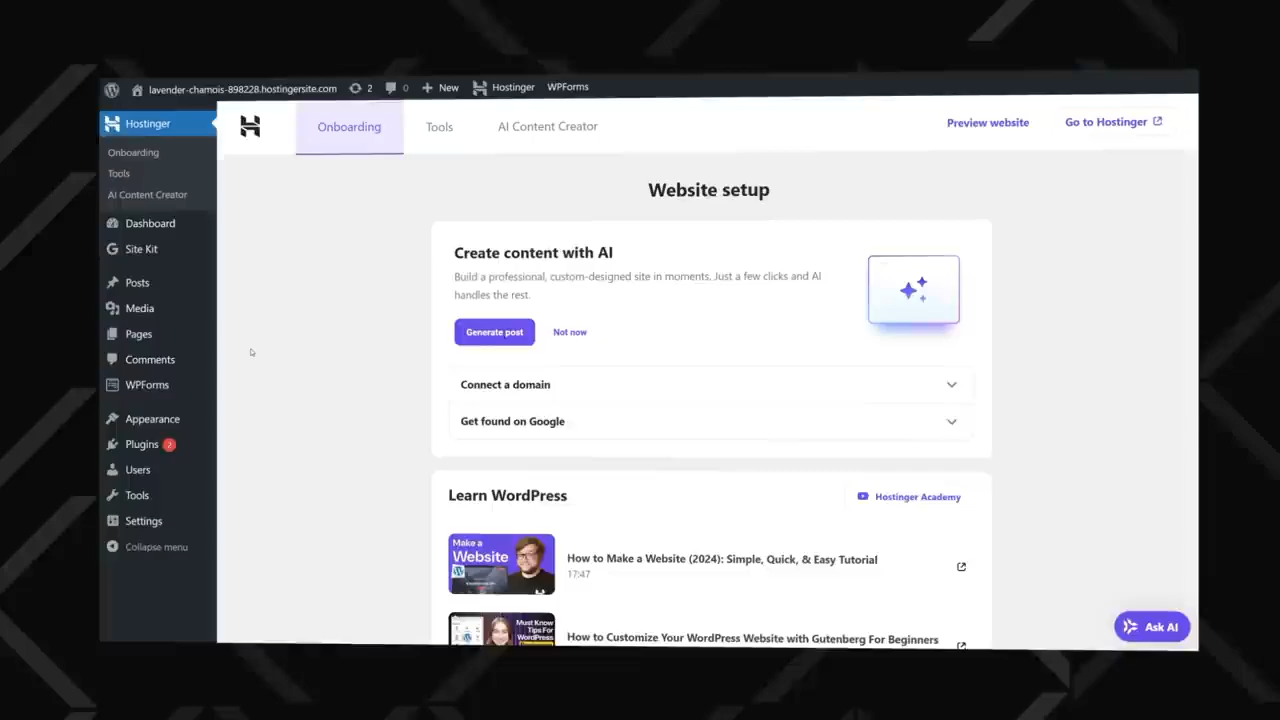 lavender-chamois-898228.hostingersite.com 2 0 New Hostinger WPForms
Hostinger
Onboarding
Tools
AI Content Creator
Dashboard
Site Kit
Posts
Media
Pages
Comments
WPForms
Appearance
Plugins 2
Users
Tools
Settings
Collapse menu
Onboarding Tools AI Content Creator Preview website Go to Hostinger
Website setup
Create content with AI
Build a professional, custom-designed site in moments. Just a few clicks and AI
handles the rest.
Generate post Not now
Connect a domain
Get found on Google
Learn WordPress Hostinger Academy
Make a
Website
How to Make a Website (2024): Simple, Quick, & Easy Tutorial
17:47
Must Know
Tips For
WordPress
How to Customize Your WordPress Website with Gutenberg For Beginners
Ask AI